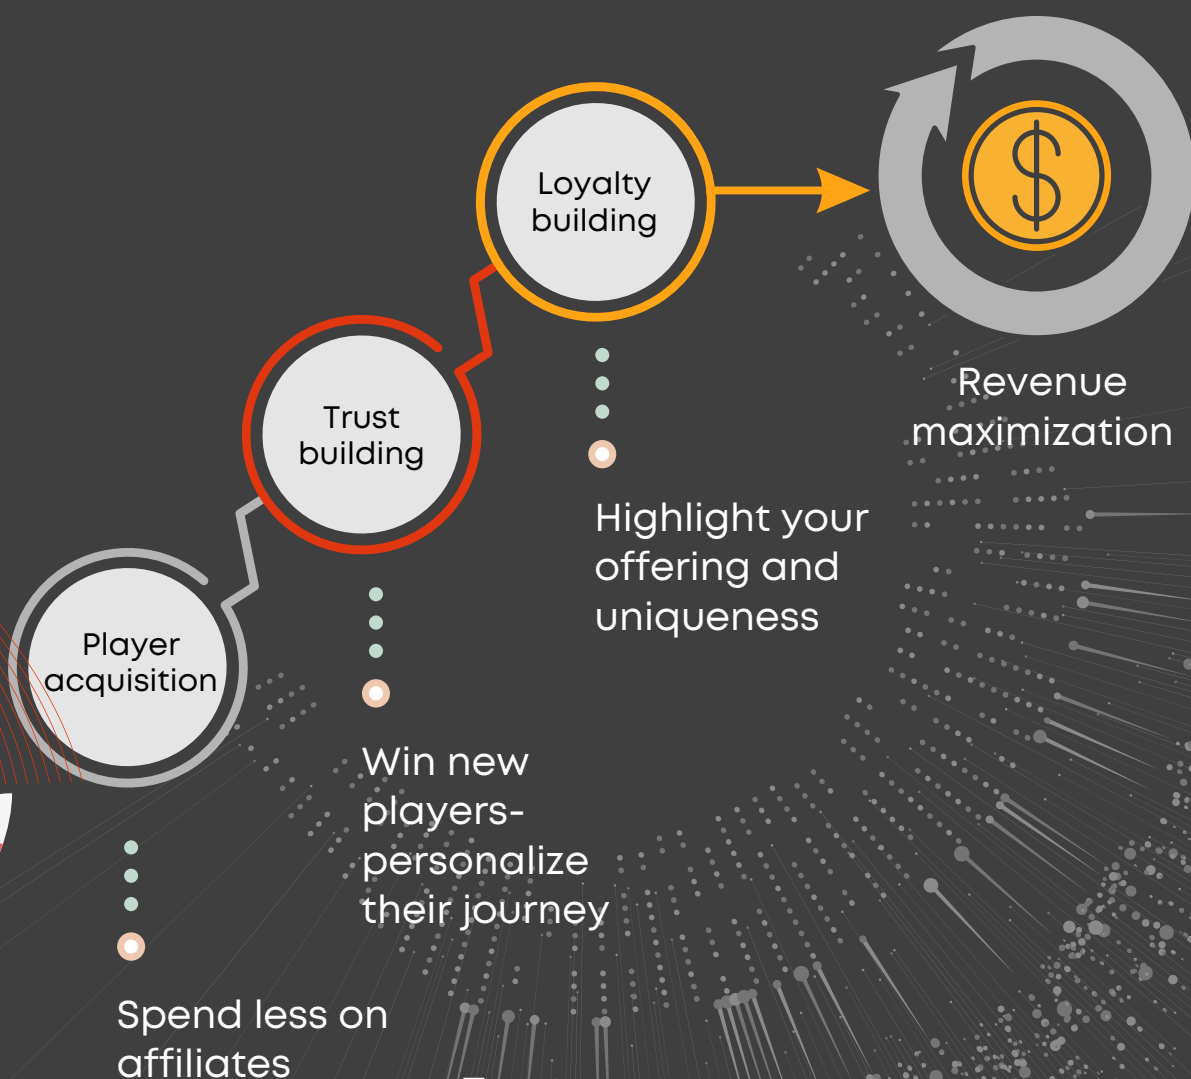 Loyalty
building
Revenue
maximization
Trust
building
Highlight your
offering and
uniqueness
Player
acquisition
Win new
players-
personalize
their journey
Spend less on
affiliates